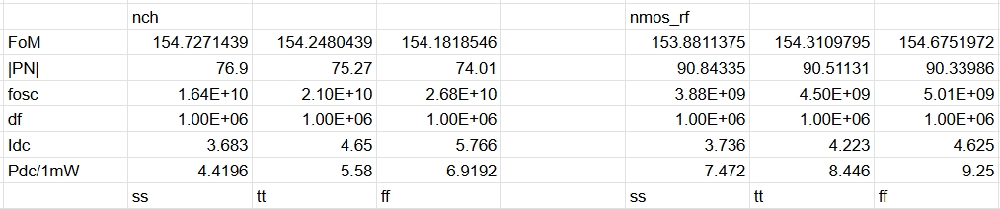 nch nmos_rf
FoM 154.7271439 154.2480439 154.1818546 153.8811375 154.3109795 154.6751972
|PN| 76.9 75.27 74.01 90.84335 90.51131 90.33986
fosc 1.64E+10 2.10E+10 2.68E+10 3.88E+09 4.50E+09 5.01E+09
df 1.00E+06 1.00E+06 1.00E+06 1.00E+06 1.00E+06 1.00E+06
Idc 3.683 4.65 5.766 3.736 4.223 4.625
Pdc/1mW 4.4196 5.58 6.9192 7.472 8.446 9.25
ss tt ff ss tt ff